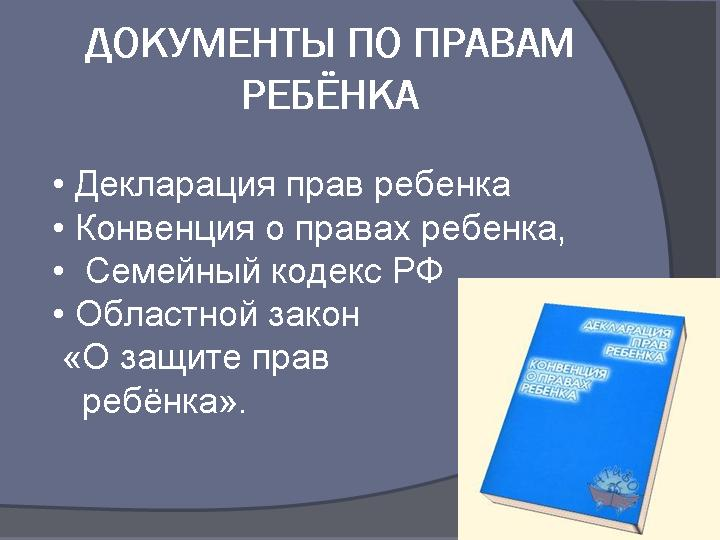 ДОКУМЕНТЫ ПО ПРАВАМ
РЕБЁНКА
• Декларация прав ребенка
• Конвенция о правах ребенка,
• Семейный кодекс РФ
• Областной закон
«О защите прав
ребёнка».
ДЕКЛАРАЦИЯ
ПРАВ
РЕБЕНКА
КОНВЕНЦИЯ
О ПРАВАХ
РЕБЕНКА